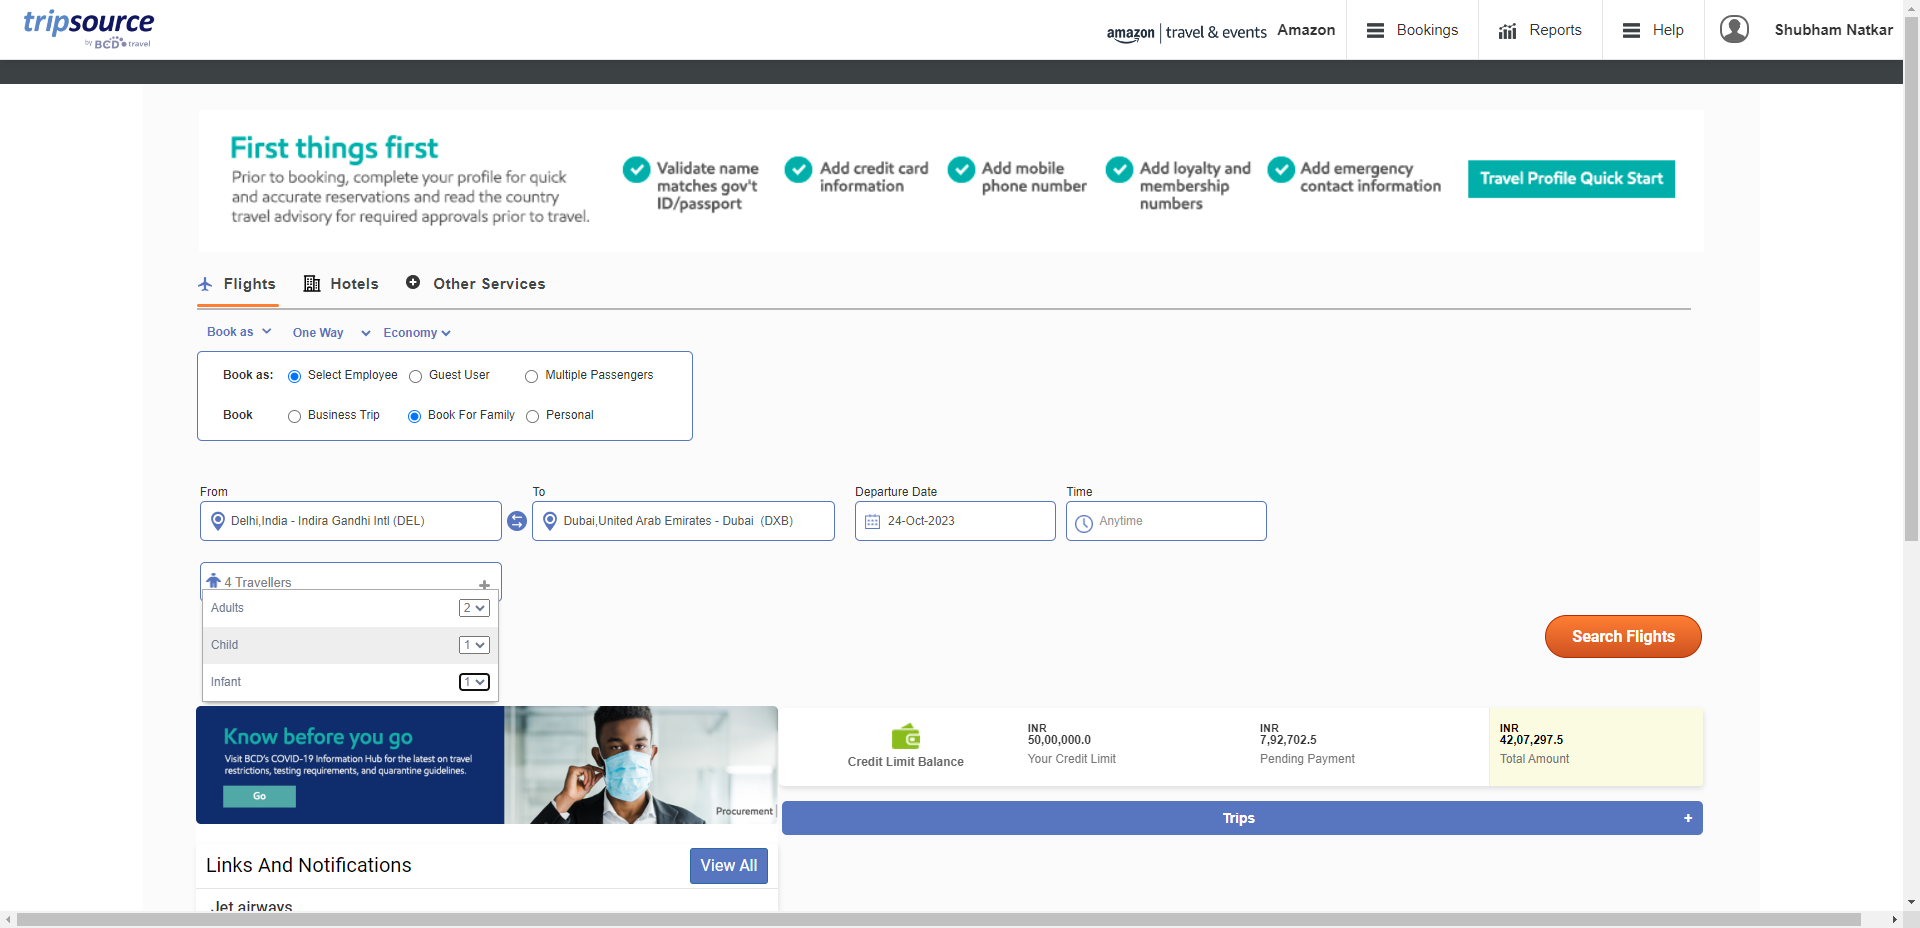 tripsource
by BCD travel
amazon | travel & events Amazon
Bookings
Reports
Help
Shubham Natkar
First things first
Prior to booking, complete your profile for quick
and accurate reservations and read the country
travel advisory for required approvals prior to travel.
Validate name
matches gov't
ID/passport
Add credit card
information
Add mobile
phone number
Add loyalty and
membership
numbers
Add emergency
contact information
Travel Profile Quick Start
Flights
Hotels
Other Services
Book as
One Way
Economy
Book as: Select Employee Guest User Multiple Passengers
Book Business Trip Book For Family Personal
From
Delhi,India - Indira Gandhi Intl (DEL)
To
Dubai,United Arab Emirates - Dubai (DXB)
Departure Date
24-Oct-2023
Time
Anytime
4 Travellers +
Adults 2
Child 1
Infant 1
Search Flights
Know before you go
Visit BCD's COVID-19 Information Hub for the latest on travel
restrictions, testing requirements, and quarantine guidelines.
Go
Procurement |
Credit Limit Balance
INR
50,00,000.0
Your Credit Limit
INR
7,92,702.5
Pending Payment
INR
42,07,297.5
Total Amount
Trips +
Links And Notifications
View All
Jet airways